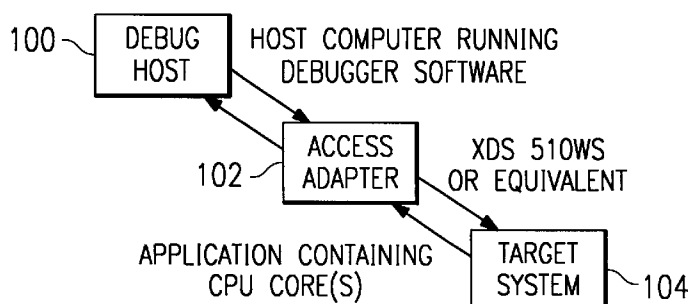 100
DEBUG
HOST
HOST COMPUTER RUNNING
DEBUGGER SOFTWARE
102
ACCESS
ADAPTER
XDS 510WS
OR EQUIVALENT
APPLICATION CONTAINING
CPU CORE(S)
TARGET
SYSTEM
104